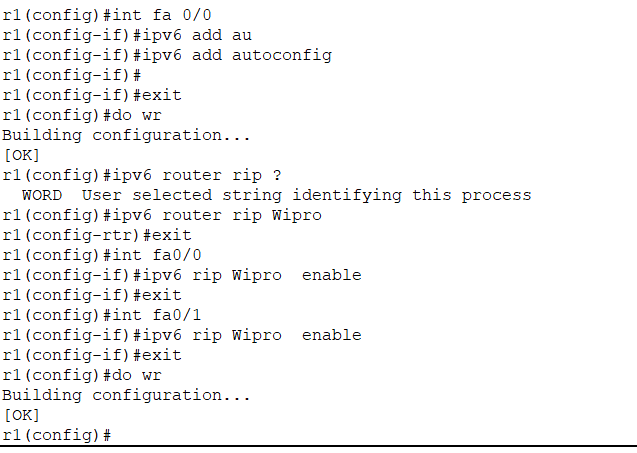 r1(config)#int fa 0/0
r1(config-if)#ipv6 add au
r1(config-if)#ipv6 add autoconfig
r1(config-if)#
r1(config-if)#exit
r1(config)#do wr
Building configuration...
[OK]
r1(config)#ipv6 router rip ?
  WORD  User selected string identifying this process
r1(config)#ipv6 router rip Wipro
r1(config-rtr)#exit
r1(config)#int fa0/0
r1(config-if)#ipv6 rip Wipro  enable
r1(config-if)#exit
r1(config)#int fa0/1
r1(config-if)#ipv6 rip Wipro  enable
r1(config-if)#exit
r1(config)#do wr
Building configuration...
[OK]
r1(config)#